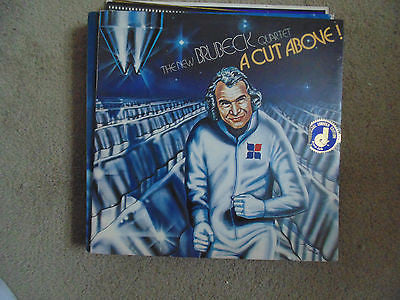 THE NEW BRUBECK QUARTET
A CUT ABOVE!